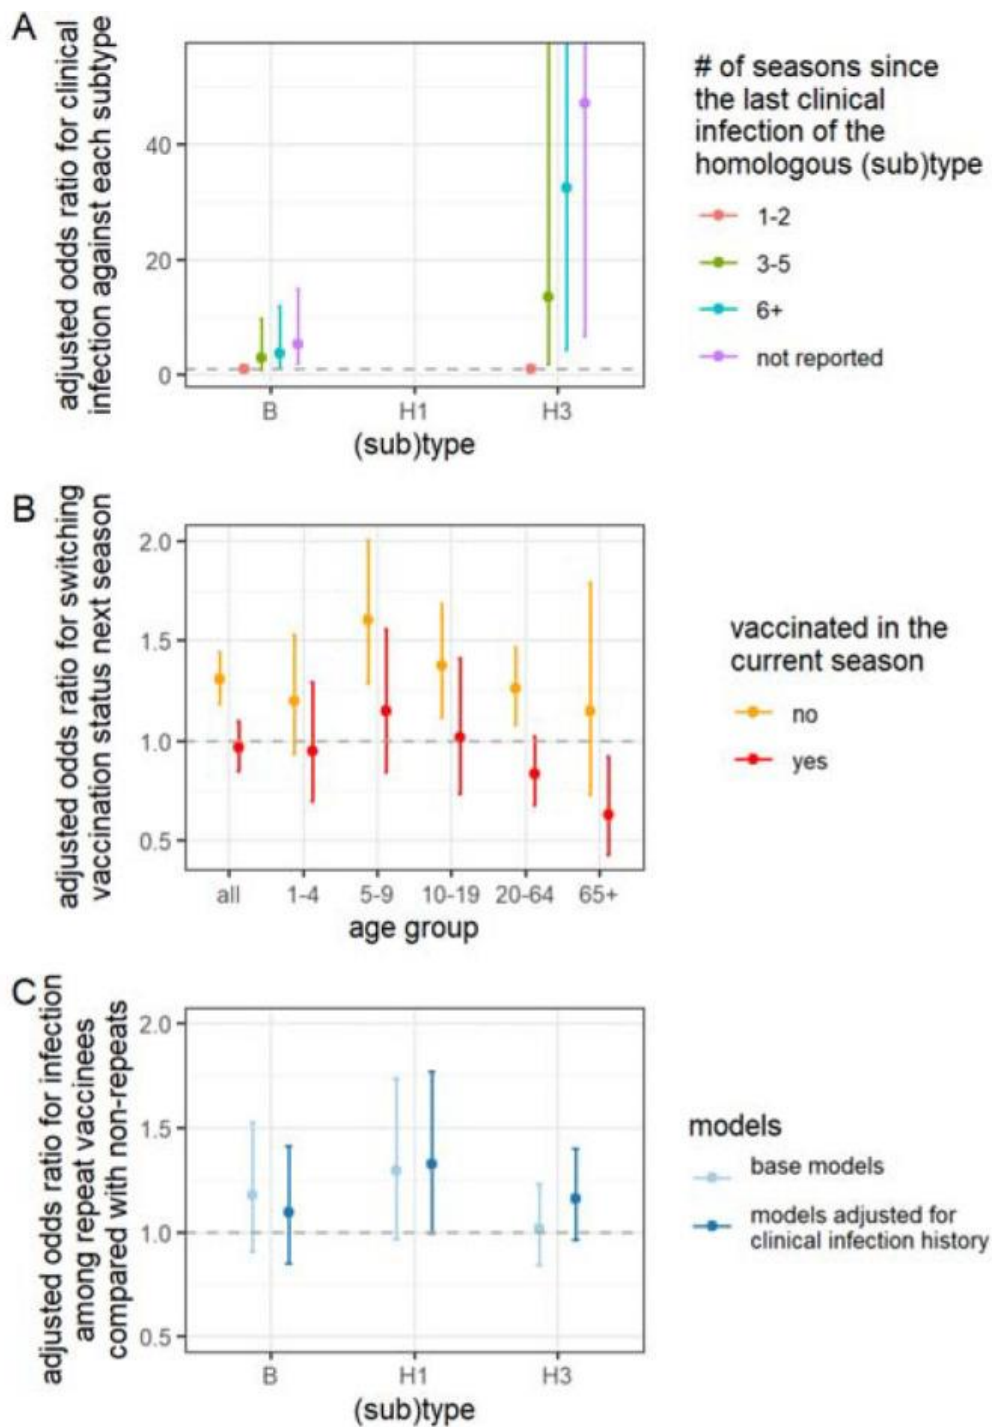 A
adjusted odds ratio for clinical
infection against each subtype
40
20
0
B
H1
H3
(sub)type
# of seasons since
the last clinical
infection of the
homologous (sub)type
1-2
3-5
6+
not reported
B
adjusted odds ratio for switching
vaccination status next season
2.0
1.5
1.0
0.5
all
1-4
5-9
10-19
20-64
65+
age group
vaccinated in the
current season
no
yes
C
adjusted odds ratio for infection
among repeat vaccinees
compared with non-repeats
2.0
1.5
1.0
0.5
B
H1
H3
(sub)type
models
base models
models adjusted for
clinical infection history